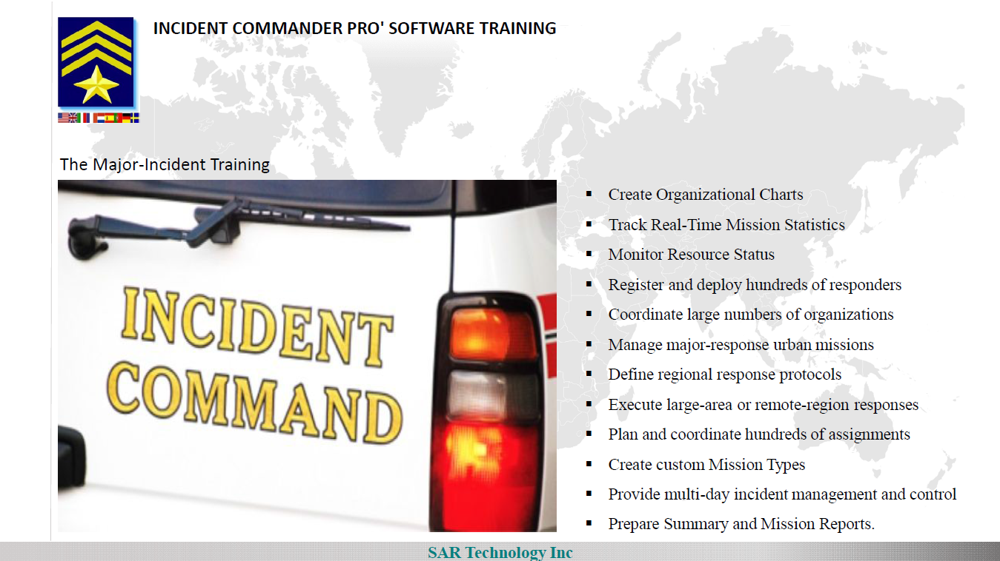 INCIDENT COMMANDER PRO' SOFTWARE TRAINING
The Major-Incident Training
INCIDENT
COMMAND
▪ Create Organizational Charts
▪ Track Real-Time Mission Statistics
▪ Monitor Resource Status
▪ Register and deploy hundreds of responders
▪ Coordinate large numbers of organizations
▪ Manage major-response urban missions
▪ Define regional response protocols
▪ Execute large-area or remote-region responses
▪ Plan and coordinate hundreds of assignments
▪ Create custom Mission Types
▪ Provide multi-day incident management and control
▪ Prepare Summary and Mission Reports.
SAR Technology Inc